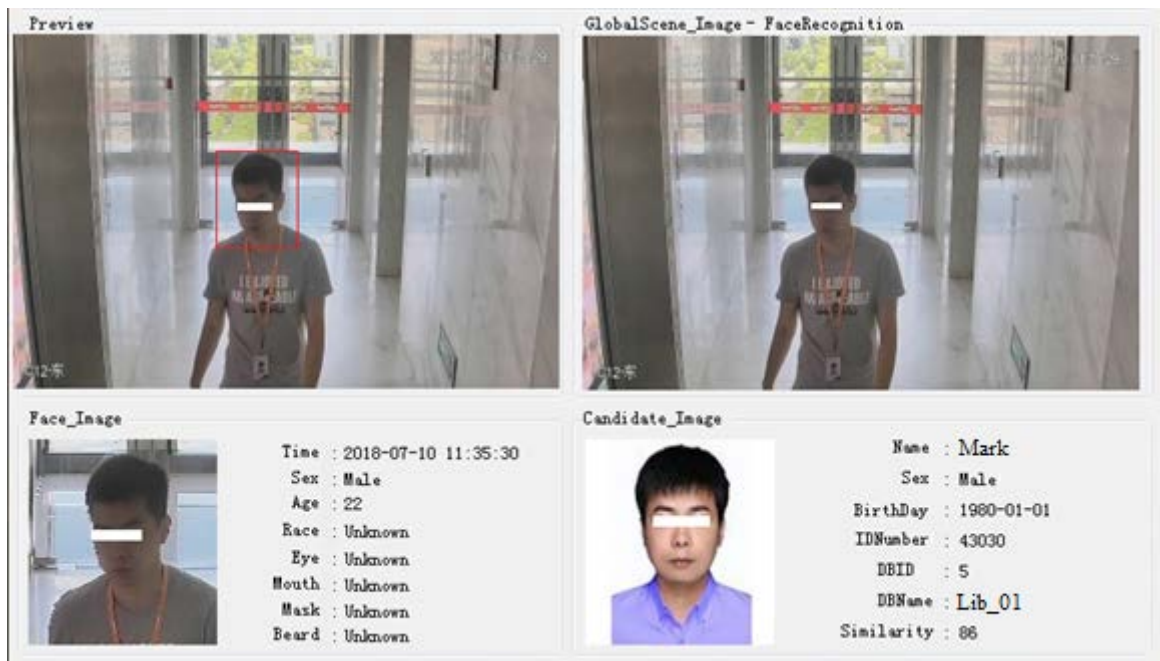 Preview
GlobalScene_Image - FaceRecognition
Face_Image
Time : 2018-07-10 11:35:30
Sex : Male
Age : 22
Race : Unknown
Eye : Unknown
Mouth : Unknown
Mask : Unknown
Beard : Unknown
Candidate_Image
Name : Mark
Sex : Male
BirthDay : 1980-01-01
IDNumber : 43030
DBID : 5
DBName : Lib_01
Similarity : 86